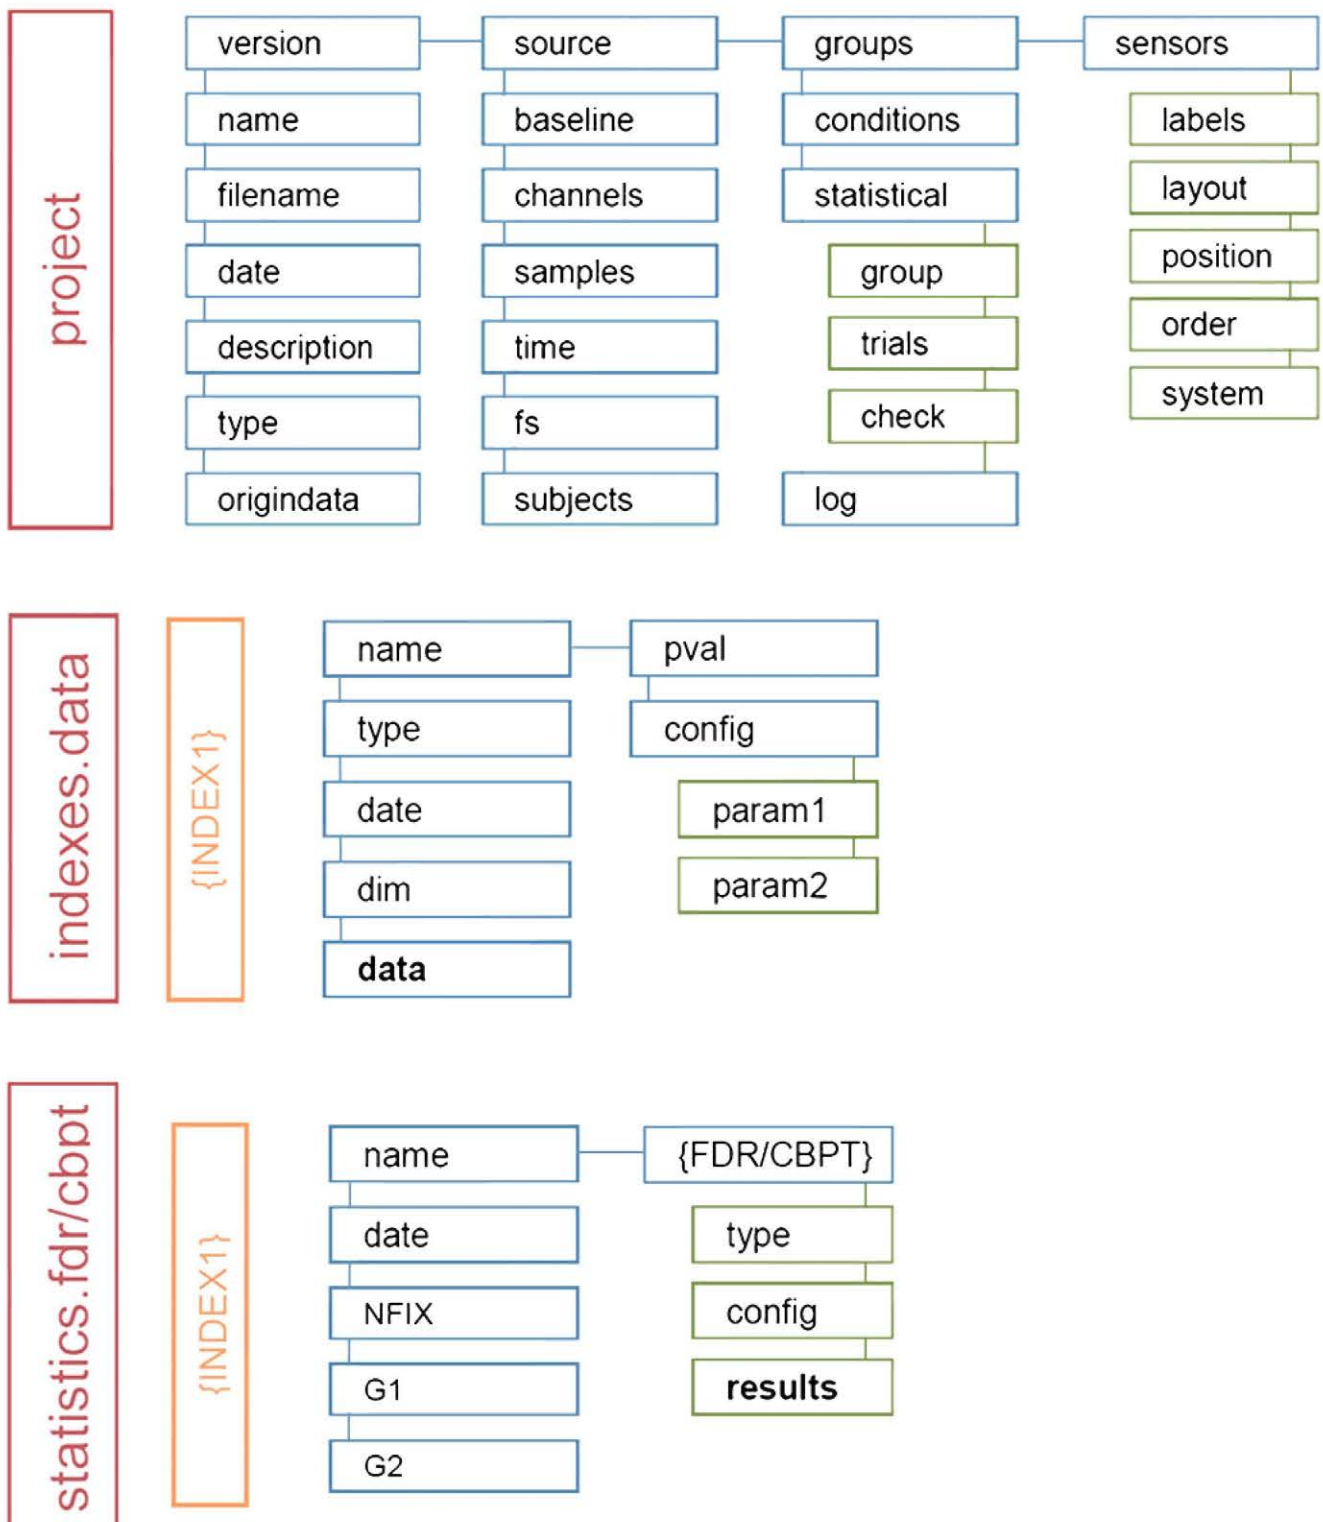 project
version
name
filename
date
description
type
origindata
source
baseline
channels
samples
time
fs
subjects
groups
conditions
statistical
group
trials
check
log
sensors
labels
layout
position
order
system
indexes.data
{INDEX1}
name
type
date
dim
data
pval
config
param1
param2
statistics.fdr/cbpt
{INDEX1}
name
date
NFIX
G1
G2
{FDR/CBPT}
type
config
results